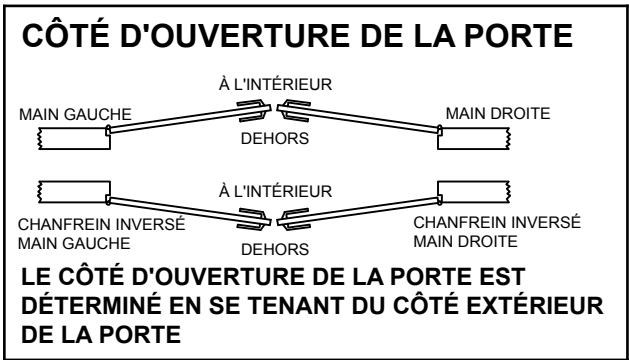 CÔTÉ D'OUVERTURE DE LA PORTE
À L'INTÉRIEUR
MAIN GAUCHE
MAIN DROITE
DEHORS
À L'INTÉRIEUR
CHANFREIN INVERSÉ
MAIN GAUCHE
CHANFREIN INVERSÉ
MAIN DROITE
DEHORS
LE CÔTÉ D'OUVERTURE DE LA PORTE EST
DÉTERMINÉ EN SE TENANT DU CÔTÉ EXTÉRIEUR
DE LA PORTE